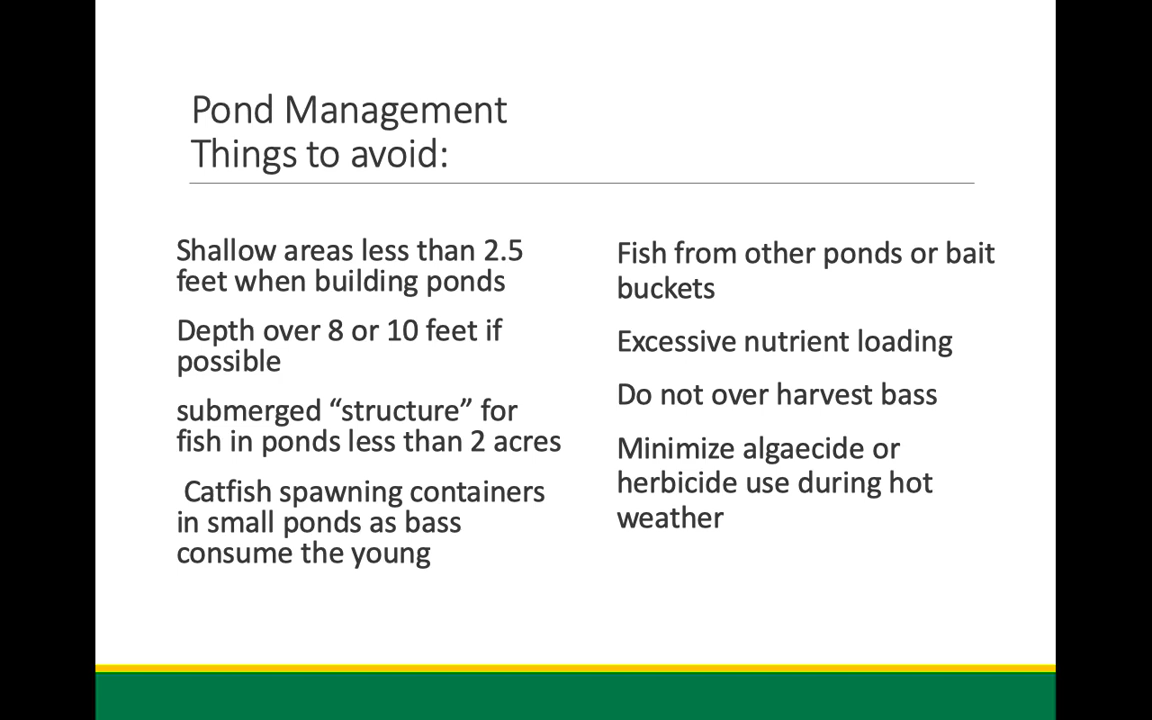 Pond Management
Things to avoid:
Shallow areas less than 2.5
feet when building ponds
Depth over 8 or 10 feet if
possible
submerged “structure” for
fish in ponds less than 2 acres
Catfish spawning containers
in small ponds as bass
consume the young
Fish from other ponds or bait
buckets
Excessive nutrient loading
Do not over harvest bass
Minimize algaecide or
herbicide use during hot
weather